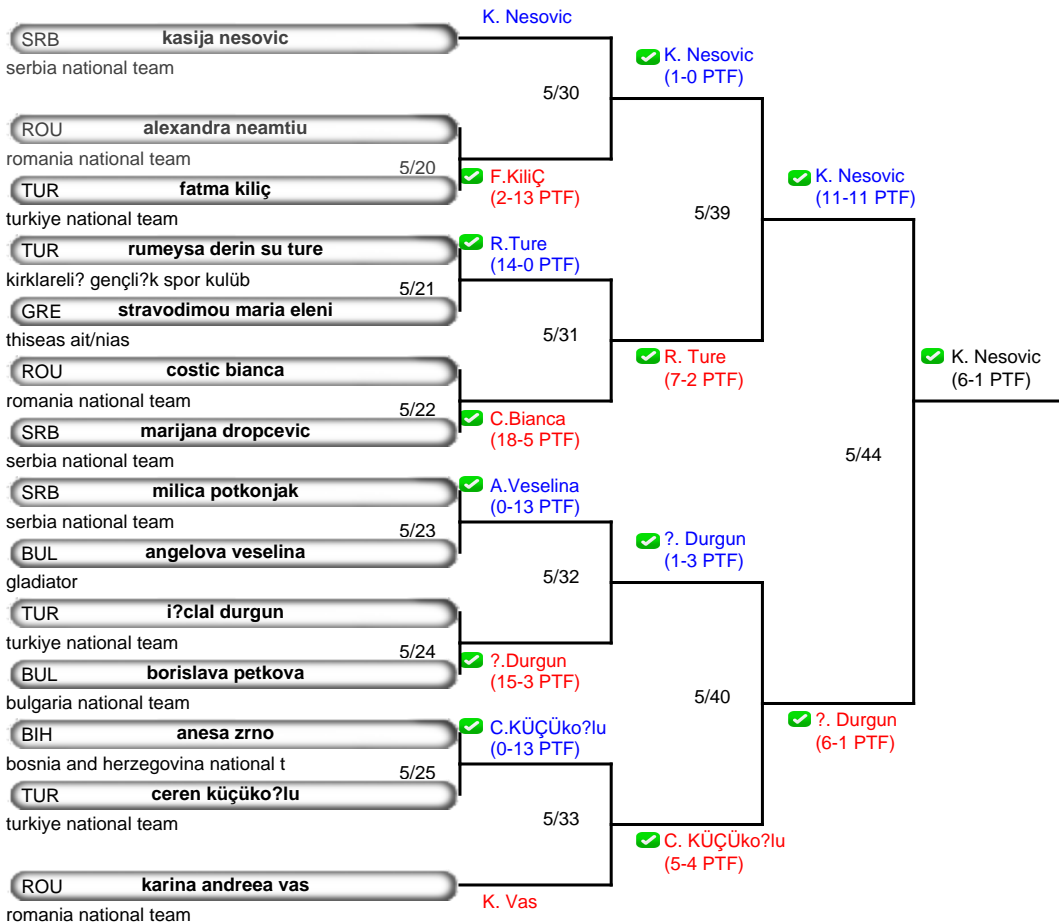 K. Nesovic
SRB kasija nesovic
serbia national team
K. Nesovic
(1-0 PTF)
5/30
ROU alexandra neamtiu
romania national team
5/20
F.KiliÇ
(2-13 PTF)
TUR fatma kiliç
turkiye national team
K. Nesovic
(11-11 PTF)
5/39
TUR rumeysa derin su ture
R.Ture
(14-0 PTF)
kirklareli? gençli?k spor kulüb
5/21
GRE stravodimou maria eleni
thiseas ait/nias
5/31
R. Ture
(7-2 PTF)
K. Nesovic
(6-1 PTF)
ROU costic bianca
romania national team
5/22
C.Bianca
(18-5 PTF)
SRB marijana dropcevic
serbia national team
5/44
SRB milica potkonjak
A.Veselina
(0-13 PTF)
serbia national team
5/23
BUL angelova veselina
gladiator
?. Durgun
(1-3 PTF)
5/32
TUR i?clal durgun
turkiye national team
5/24
?.Durgun
(15-3 PTF)
BUL borislava petkova
bulgaria national team
5/40
?. Durgun
(6-1 PTF)
BIH anesa zrno
C.KÜÇÜko?lu
(0-13 PTF)
bosnia and herzegovina national t
5/25
TUR ceren küçüko?lu
turkiye national team
5/33
C. KÜÇÜko?lu
(5-4 PTF)
ROU karina andreea vas
K. Vas
romania national team